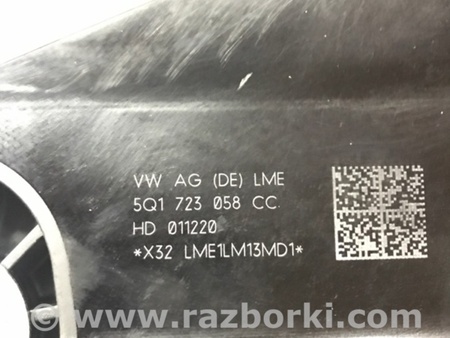 VW AG (DE) LME
5Q1 723 058 CC
HD 011220
*X32 LME1LM13MD1*
www.razborki.com